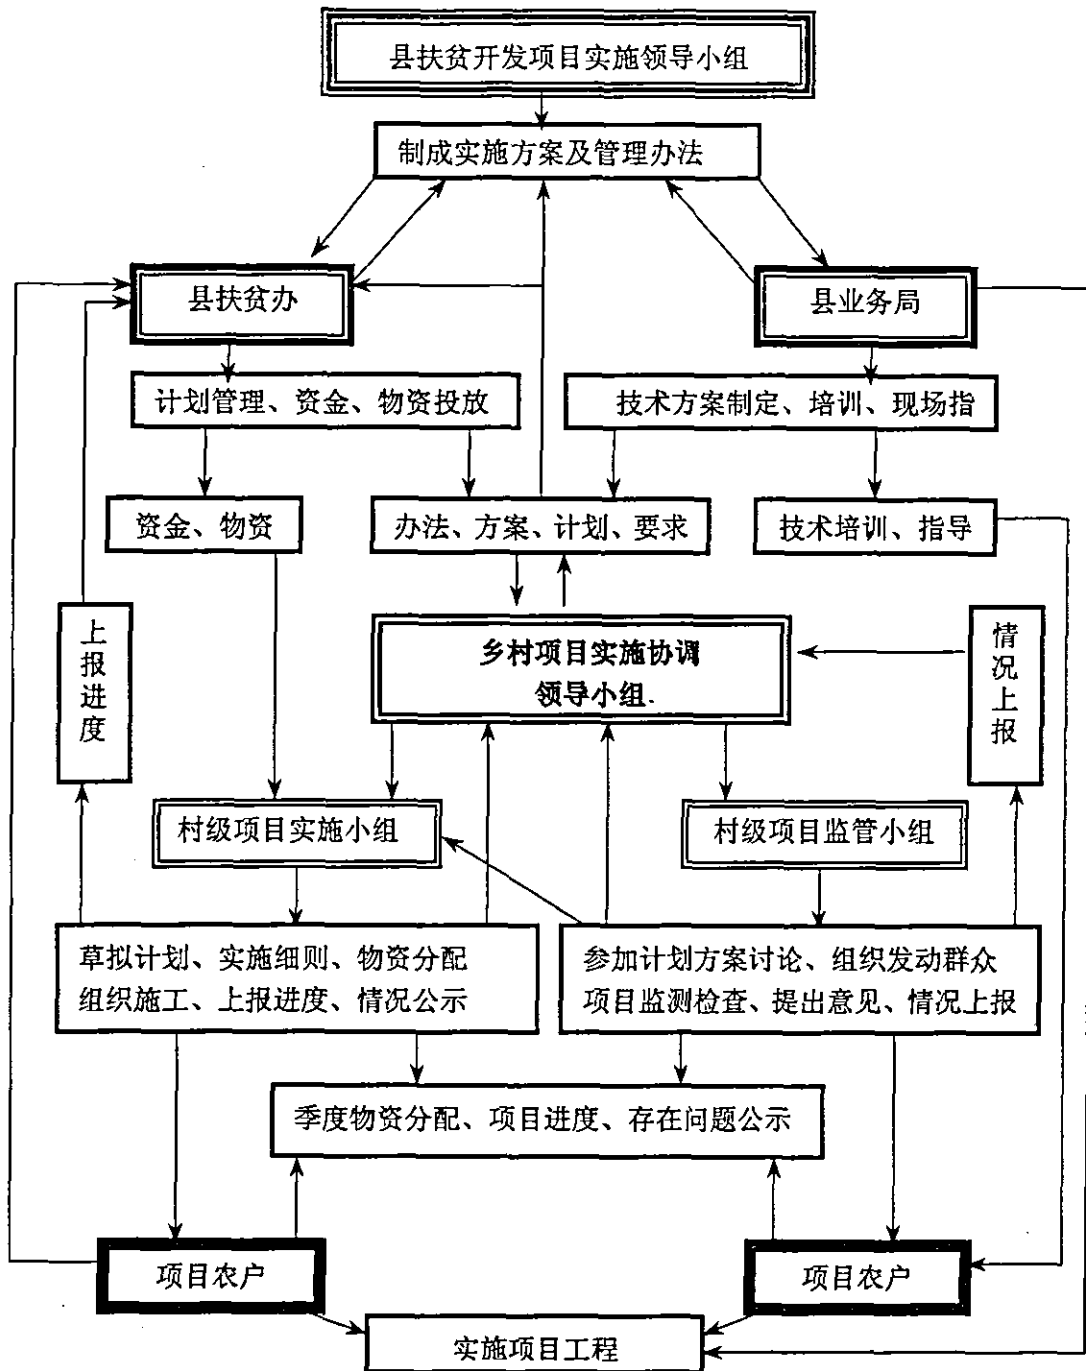 县扶贫开发项目实施领导小组
制成实施方案及管理办法
县扶贫办
县业务局
计划管理、资金、物资投放
技术方案制定、培训、现场指
资金、物资
办法、方案、计划、要求
技术培训、指导
上报进度
乡村项目实施协调
领导小组.
情况上报
村级项目实施小组
村级项目监管小组
草拟计划、实施细则、物资分配
组织施工、上报进度、情况公示
参加计划方案讨论、组织发动群众
项目监测检查、提出意见、情况上报
季度物资分配、项目进度、存在问题公示
项目农户
项目农户
实施项目工程